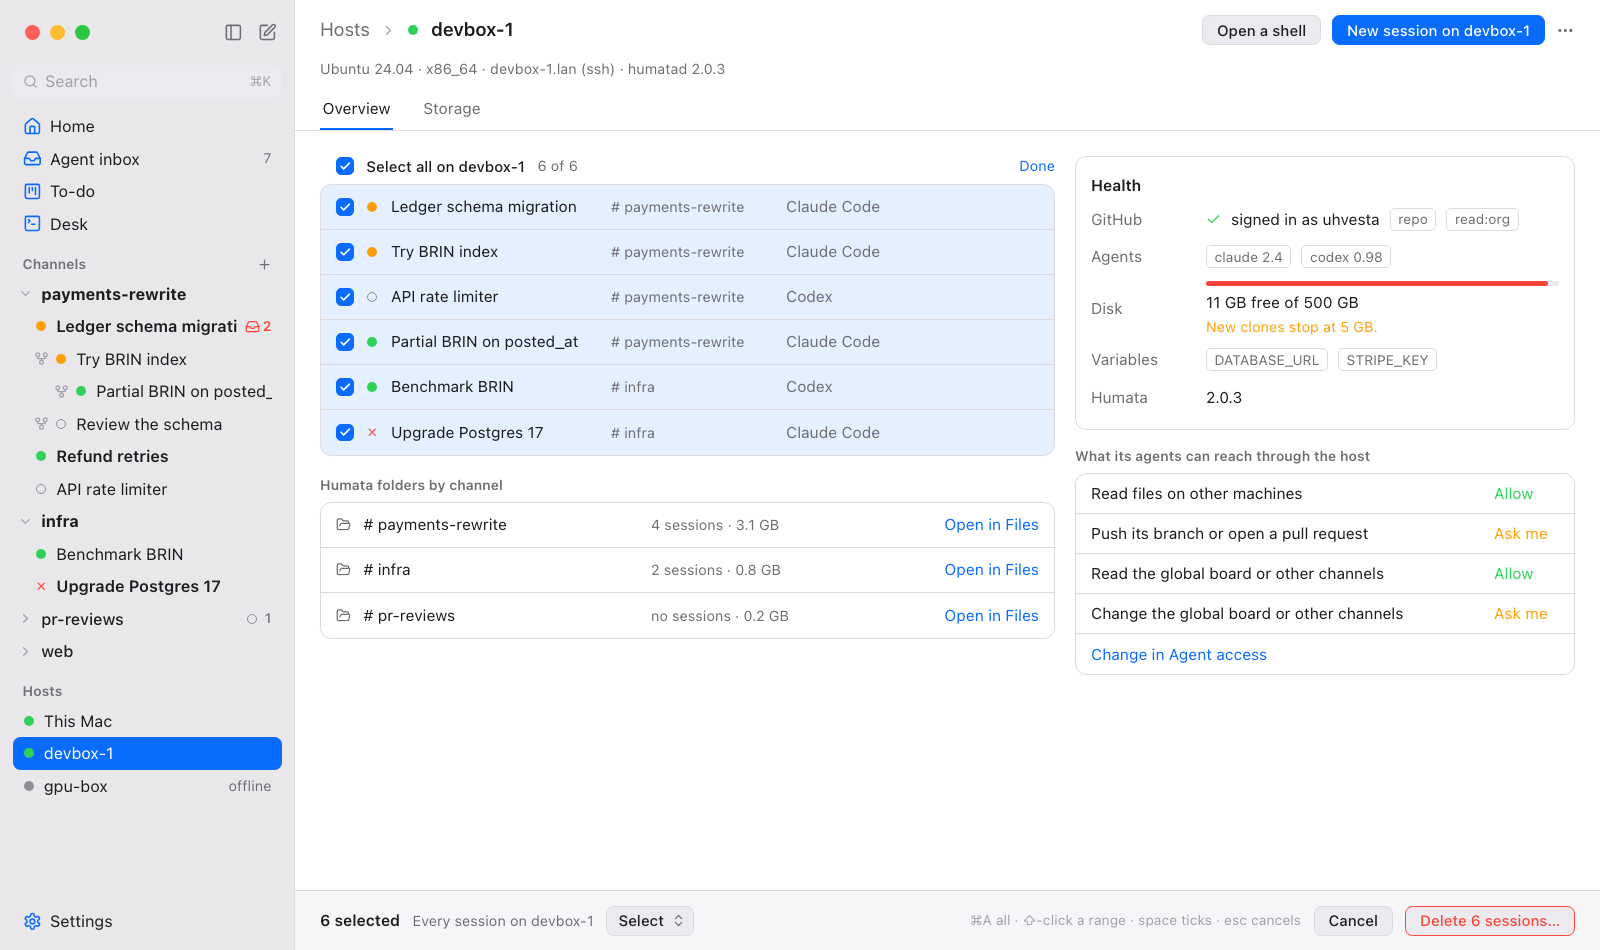 Search ⌘K
Home
Agent inbox 7
To-do
Desk
Channels
payments-rewrite
Ledger schema migrati 2
Try BRIN index
Partial BRIN on posted_
Review the schema
Refund retries
API rate limiter
infra
Benchmark BRIN
Upgrade Postgres 17
pr-reviews 1
web
Hosts
This Mac
devbox-1
gpu-box offline
Settings
Hosts › devbox-1
Open a shell
New session on devbox-1
Ubuntu 24.04 · x86_64 · devbox-1.lan (ssh) · humatad 2.0.3
Overview Storage
Select all on devbox-1 6 of 6 Done
Ledger schema migration # payments-rewrite Claude Code
Try BRIN index # payments-rewrite Claude Code
API rate limiter # payments-rewrite Codex
Partial BRIN on posted_at # payments-rewrite Claude Code
Benchmark BRIN # infra Codex
Upgrade Postgres 17 # infra Claude Code
Humata folders by channel
# payments-rewrite 4 sessions · 3.1 GB Open in Files
# infra 2 sessions · 0.8 GB Open in Files
# pr-reviews no sessions · 0.2 GB Open in Files
Health
GitHub signed in as uhvesta repo read:org
Agents claude 2.4 codex 0.98
Disk 11 GB free of 500 GB
New clones stop at 5 GB.
Variables DATABASE_URL STRIPE_KEY
Humata 2.0.3
What its agents can reach through the host
Read files on other machines Allow
Push its branch or open a pull request Ask me
Read the global board or other channels Allow
Change the global board or other channels Ask me
Change in Agent access
6 selected Every session on devbox-1 Select
⌘A all · ⇧-click a range · space ticks · esc cancels
Cancel
Delete 6 sessions...